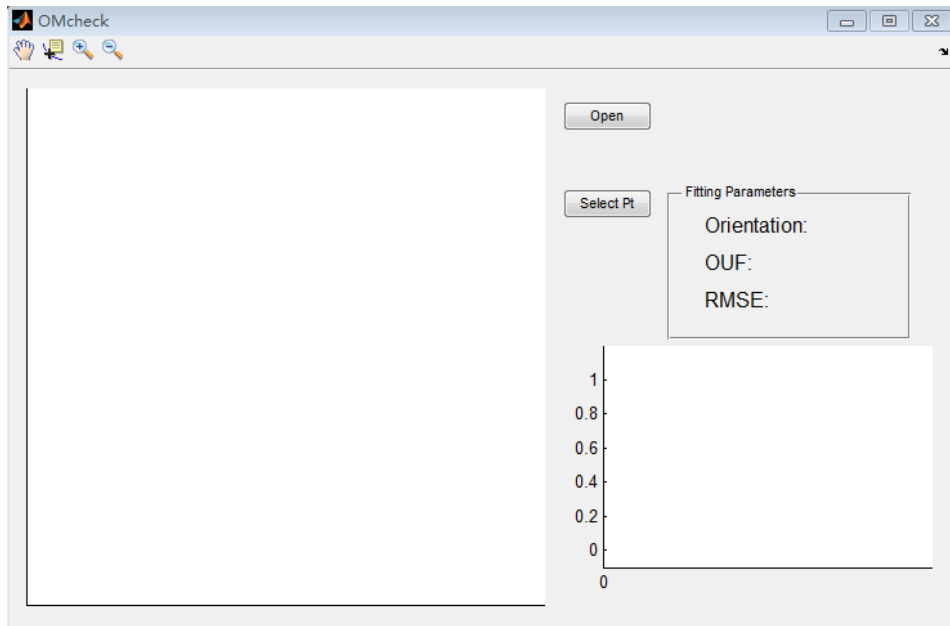 OMcheck
Open
Select Pt
Fitting Parameters
Orientation:
OUF:
RMSE:
1
0.8
0.6
0.4
0.2
0
0